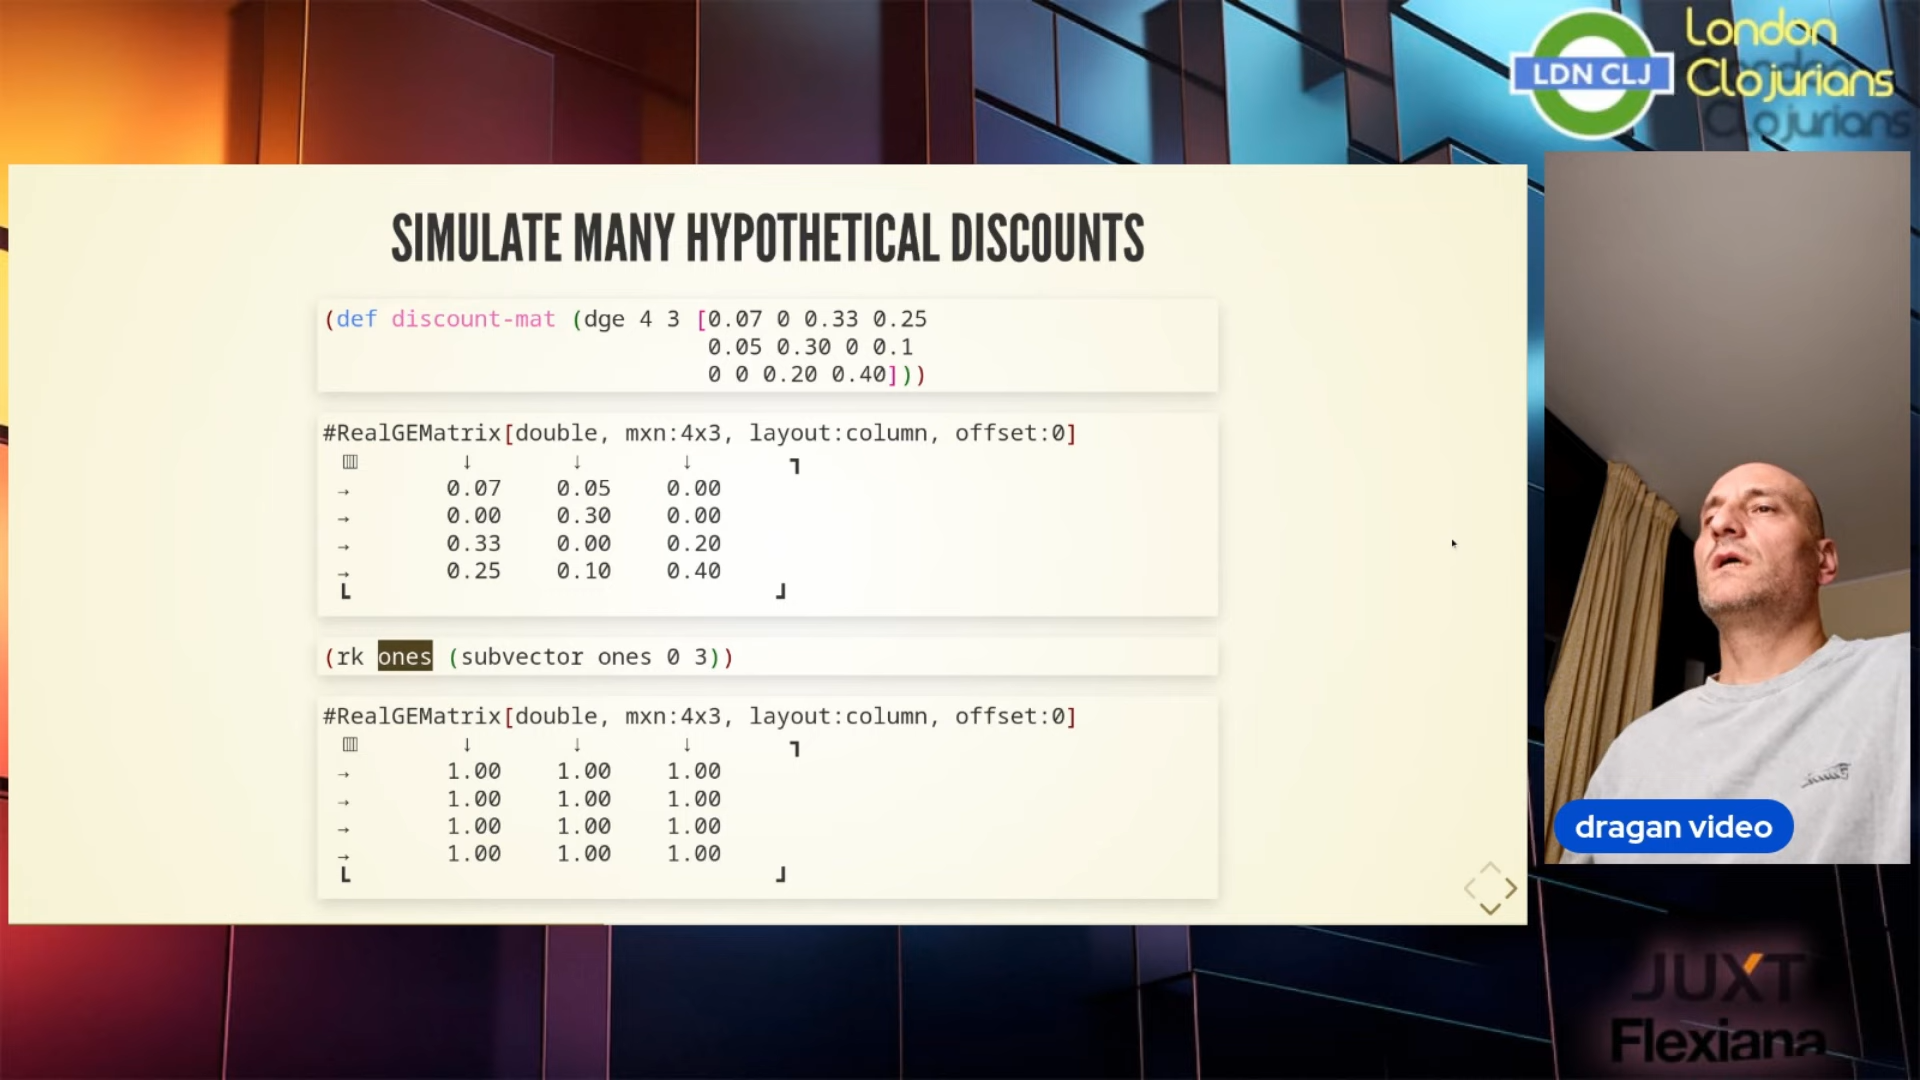 London
Clojurians
LDN CLJ
SIMULATE MANY HYPOTHETICAL DISCOUNTS
(def discount-mat (dge 4 3 [0.07 0 0.33 0.25
0.05 0.30 0 0.1
0 0 0.20 0.40]))
#RealGEMatrix[double, mxn:4x3, layout:column, offset:0]
▥ ↓ ↓ ↓ ┓
→ 0.07 0.05 0.00
→ 0.00 0.30 0.00
→ 0.33 0.00 0.20
→ 0.25 0.10 0.40
┗ ┛
(rk ones (subvector ones 0 3))
#RealGEMatrix[double, mxn:4x3, layout:column, offset:0]
▥ ↓ ↓ ↓ ┓
→ 1.00 1.00 1.00
→ 1.00 1.00 1.00
→ 1.00 1.00 1.00
→ 1.00 1.00 1.00
┗ ┛
dragan video
JUXT
Flexiana